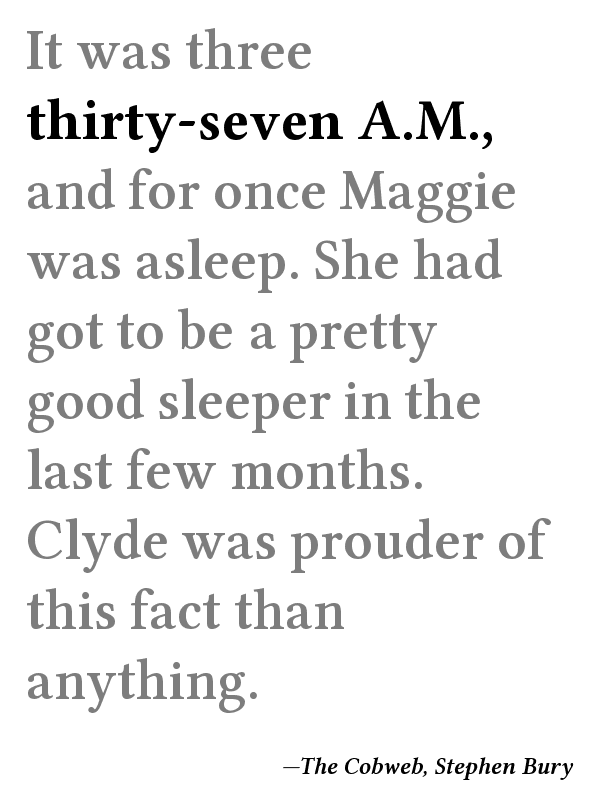 It was three
thirty-seven A.M.,
and for once Maggie
was asleep. She had
got to be a pretty
good sleeper in the
last few months.
Clyde was prouder of
this fact than
anything.
—The Cobweb, Stephen Bury